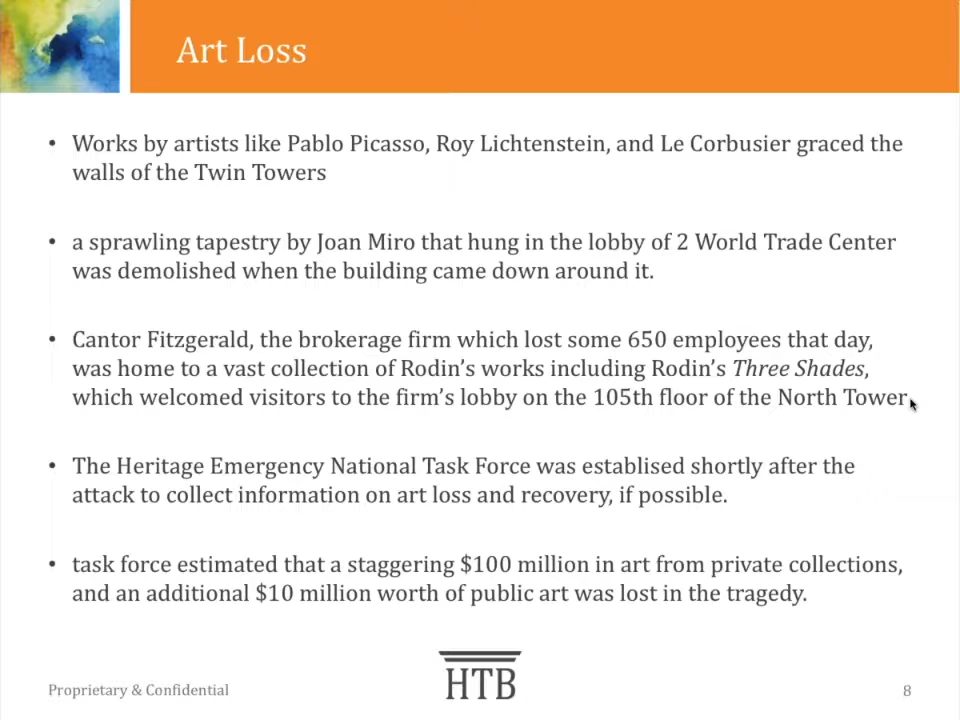 Art Loss
• Works by artists like Pablo Picasso, Roy Lichtenstein, and Le Corbusier graced the
walls of the Twin Towers
• a sprawling tapestry by Joan Miro that hung in the lobby of 2 World Trade Center
was demolished when the building came down around it.
• Cantor Fitzgerald, the brokerage firm which lost some 650 employees that day,
was home to a vast collection of Rodin's works including Rodin's Three Shades,
which welcomed visitors to the firm's lobby on the 105th floor of the North Tower.
• The Heritage Emergency National Task Force was establised shortly after the
attack to collect information on art loss and recovery, if possible.
• task force estimated that a staggering $100 million in art from private collections,
and an additional $10 million worth of public art was lost in the tragedy.
Proprietary & Confidential
HTB
8